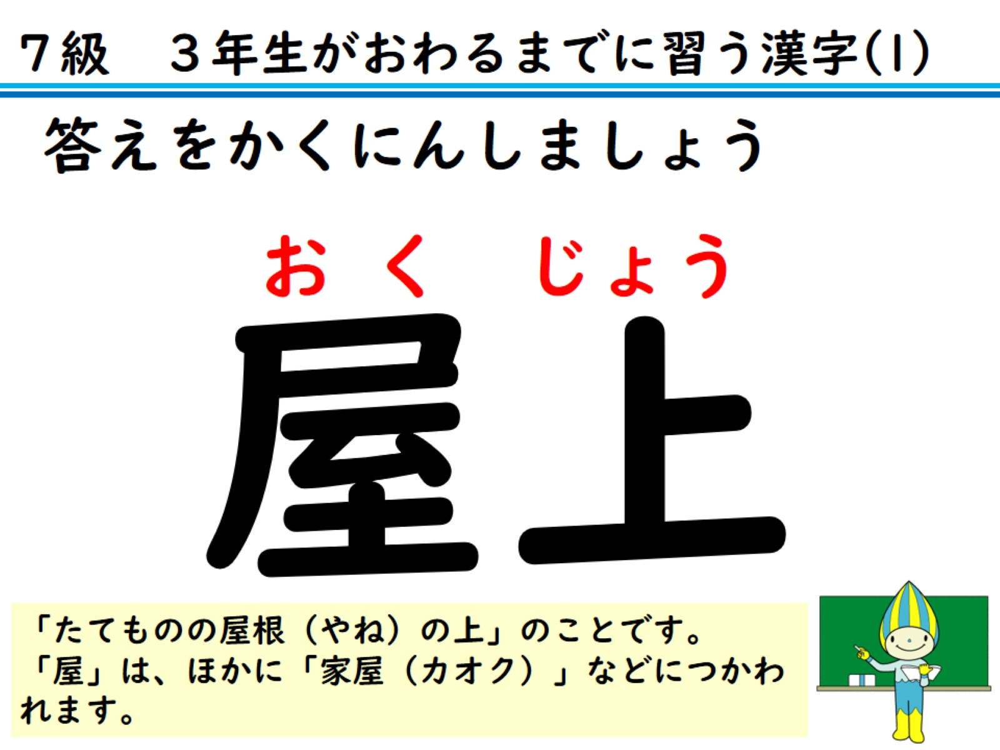 ７級　３年生がおわるまでに習う漢字(1)
答えをかくにんしましょう
おく　じょう
屋上
「たてものの屋根（やね）の上」のことです。
「屋」は、ほかに「家屋（カオク）」などにつかわ
れます。